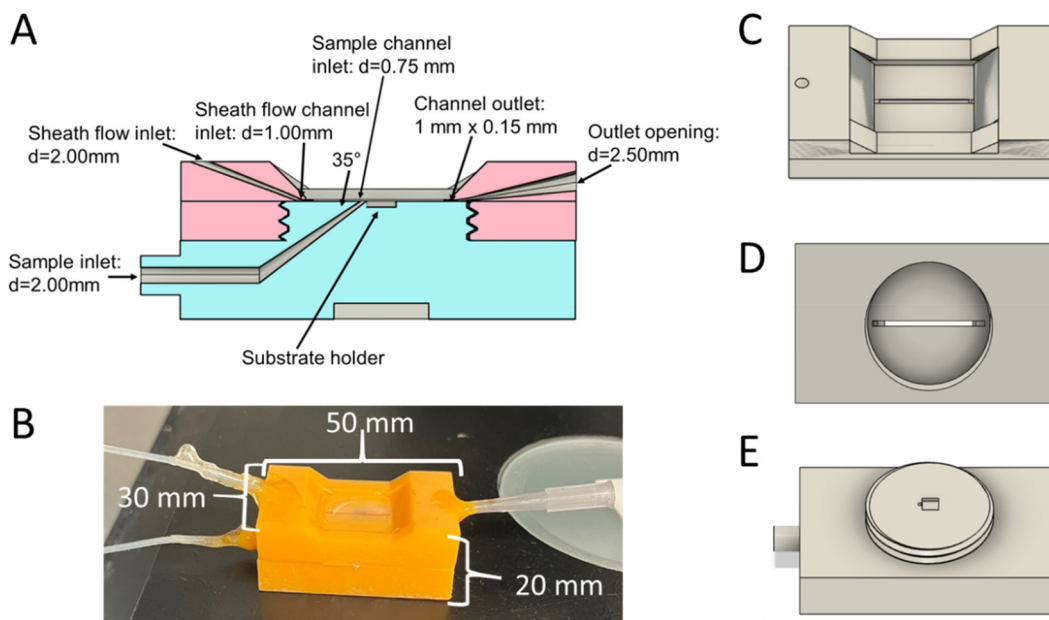 A
Sample channel
inlet: d=0.75 mm
Sheath flow channel
inlet: d=1.00mm
Channel outlet:
1 mm x 0.15 mm
Sheath flow inlet:
d=2.00mm
Outlet opening:
d=2.50mm
35°
Sample inlet:
d=2.00mm
Substrate holder
B
50 mm
30 mm
20 mm
C
D
E